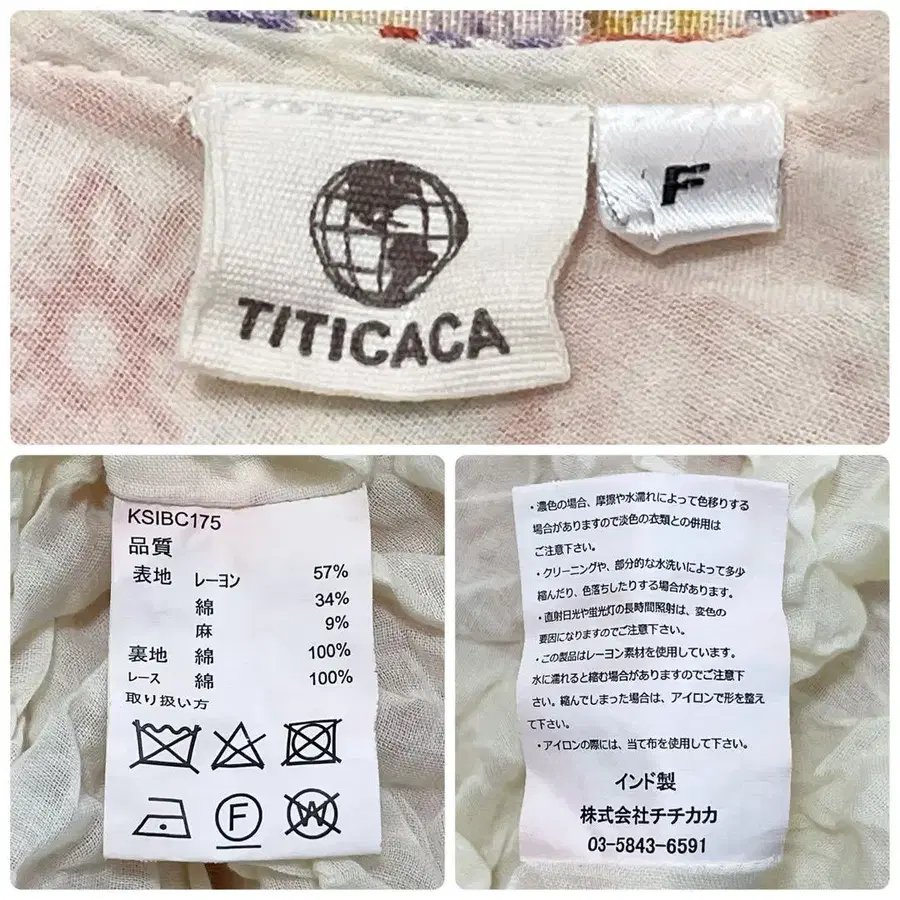 TITICACA
F
KSIBC175
品質
表地 レーヨン 57%
綿 34%
麻 9%
裏地 綿 100%
レース 綿 100%
取り扱い方
F
W
・濃色の場合、摩擦や水濡れによって色移りする
場合がありますので淡色の衣類との併用は
ご注意下さい。
・クリーニングや、部分的な水洗いによって多少
縮んだり、色落ちしたりする場合があります。
・直射日光や蛍光灯の長時間照射は、変色の
要因になりますのでご注意下さい。
・この製品はレーヨン素材を使用しています。
水に濡れると縮む場合がありますのでご注意下
さい。縮んでしまった場合は、アイロンで形を整え
て下さい。
・アイロンの際には、当て布を使用して下さい。
インド製
株式会社チチカカ
03-5843-6591